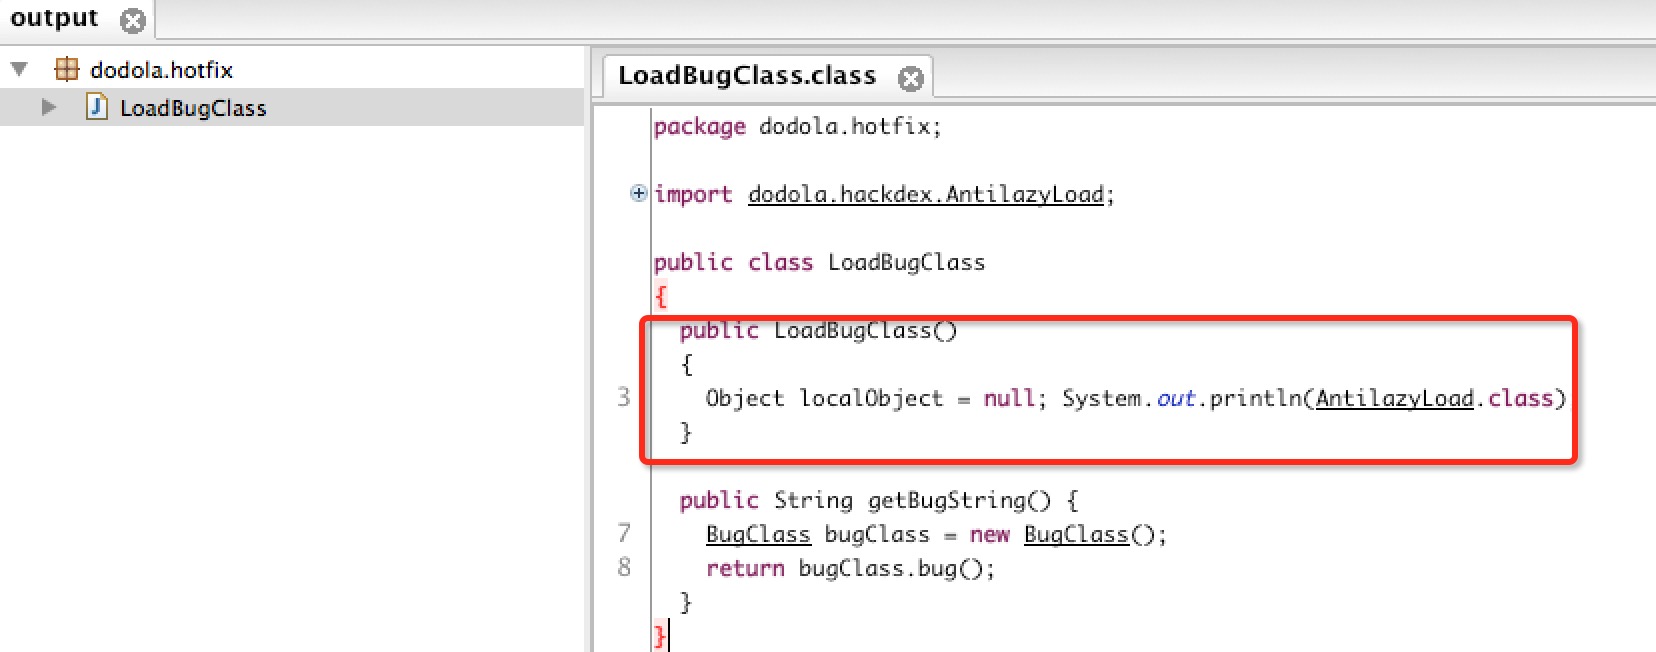 output
dodola.hotfix
LoadBugClass
LoadBugClass.class
package dodola.hotfix;
import dodola.hackdex.AntilazyLoad;
public class LoadBugClass
{
public LoadBugClass()
{
3 Object localObject = null; System.out.println(AntilazyLoad.class)
}
public String getBugString() {
7 BugClass bugClass = new BugClass();
8 return bugClass.bug();
}
}